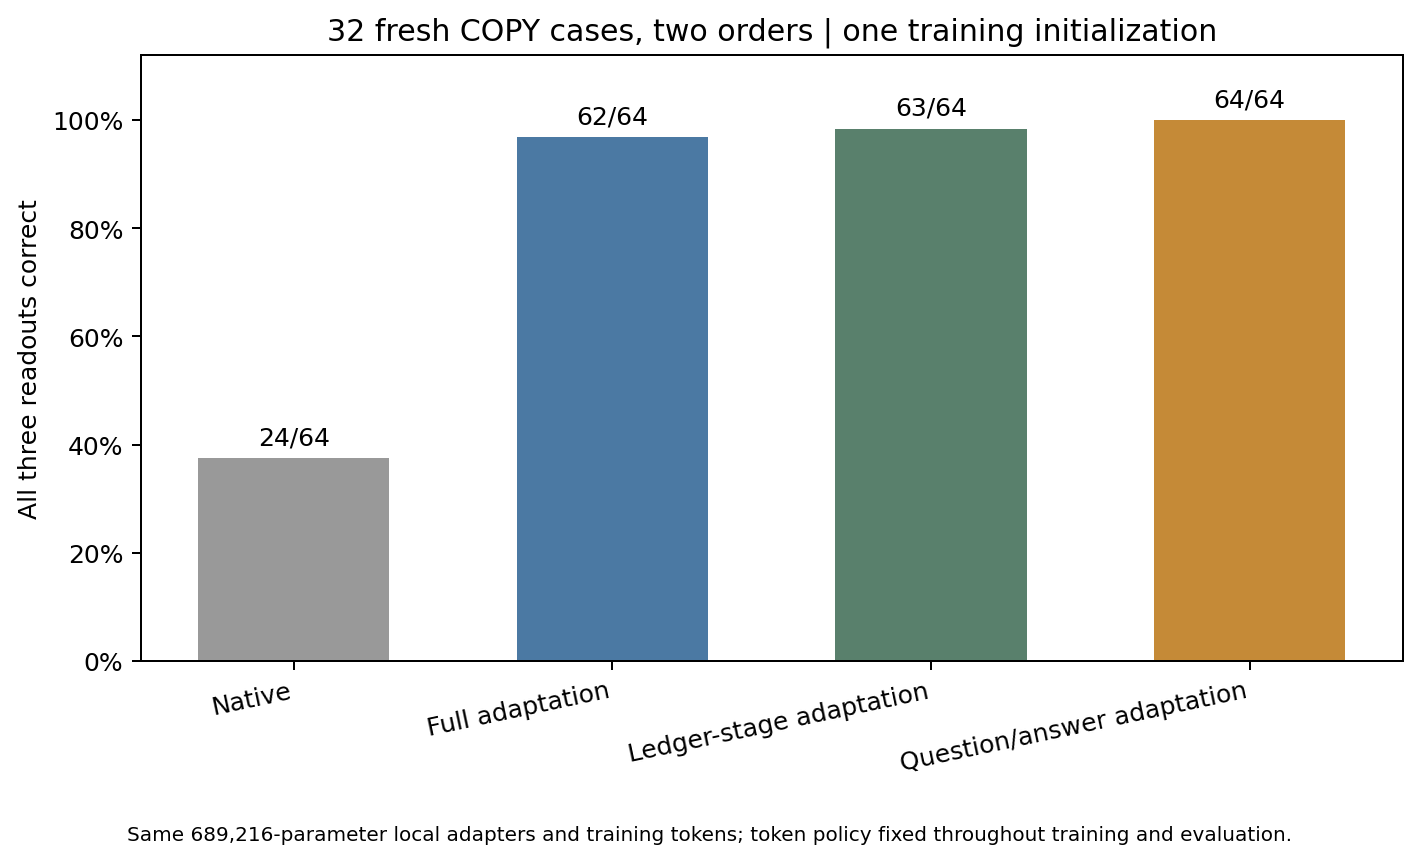 32 fresh COPY cases, two orders | one training initialization
All three readouts correct
100%
80%
60%
40%
20%
0%
24/64
62/64
63/64
64/64
Native
Full adaptation
Ledger-stage adaptation
Question/answer adaptation
Same 689,216-parameter local adapters and training tokens; token policy fixed throughout training and evaluation.